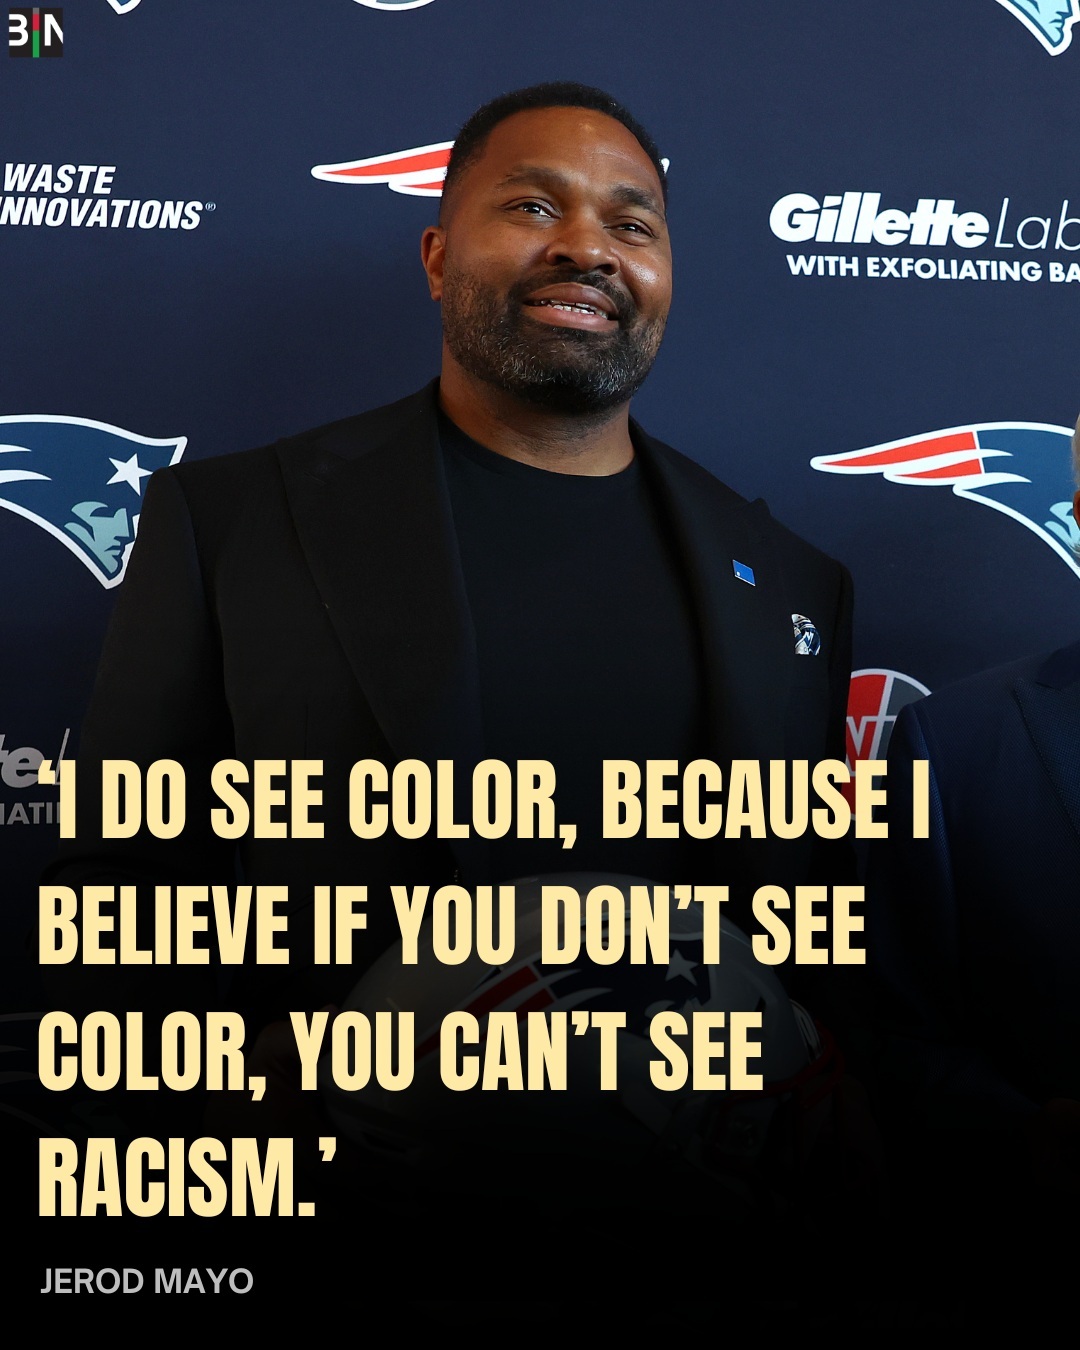 BIN
WASTE
INNOVATIONS®
Gillette Lab
WITH EXFOLIATING BA
‘I DO SEE COLOR, BECAUSE I
BELIEVE IF YOU DON’T SEE
COLOR, YOU CAN’T SEE
RACISM.’
JEROD MAYO